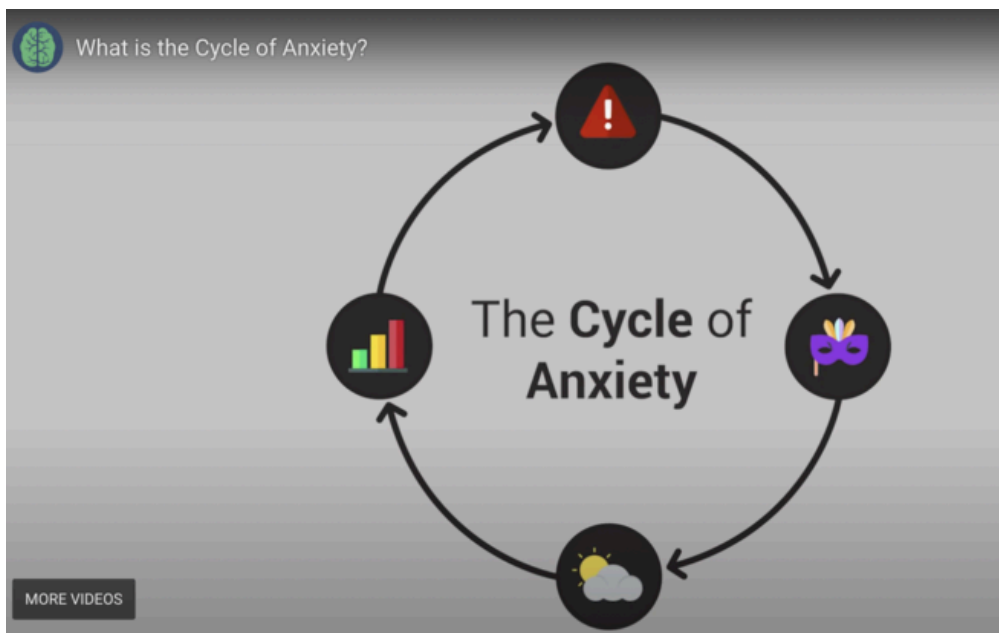 What is the Cycle of Anxiety?
The Cycle of
Anxiety
MORE VIDEOS